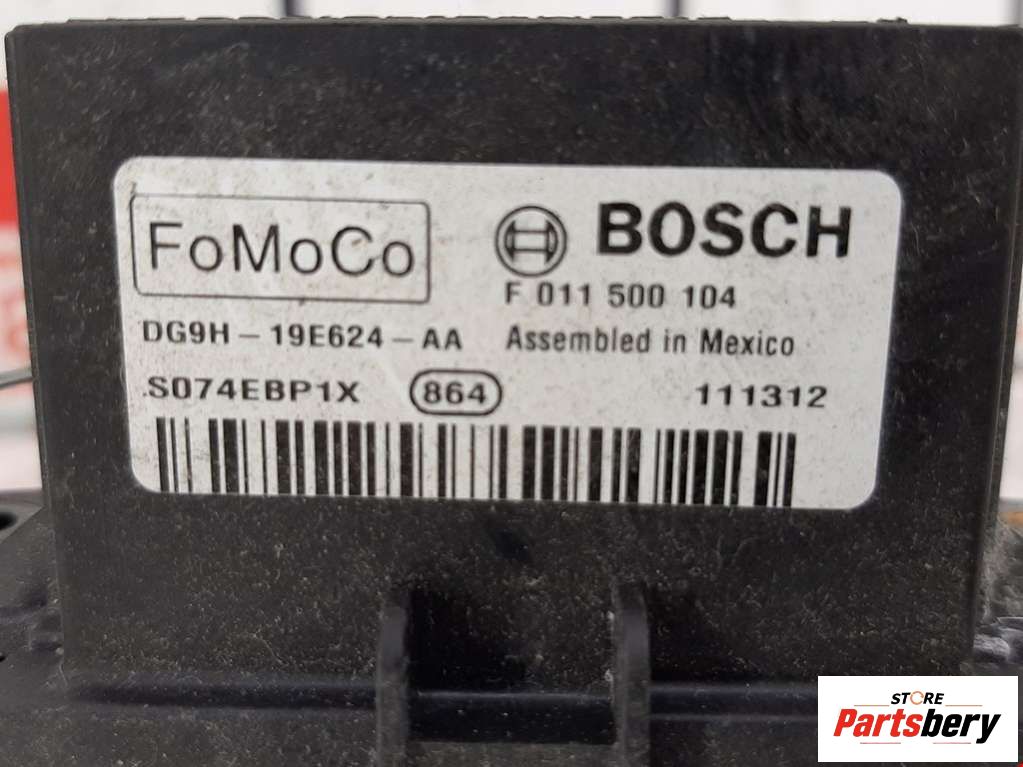 FoMoCo
BOSCH
F 011 500 104
DG9H - 19E624 - AA
Assembled in Mexico
.S074EBP1X
864
111312
STORE
Partsbery